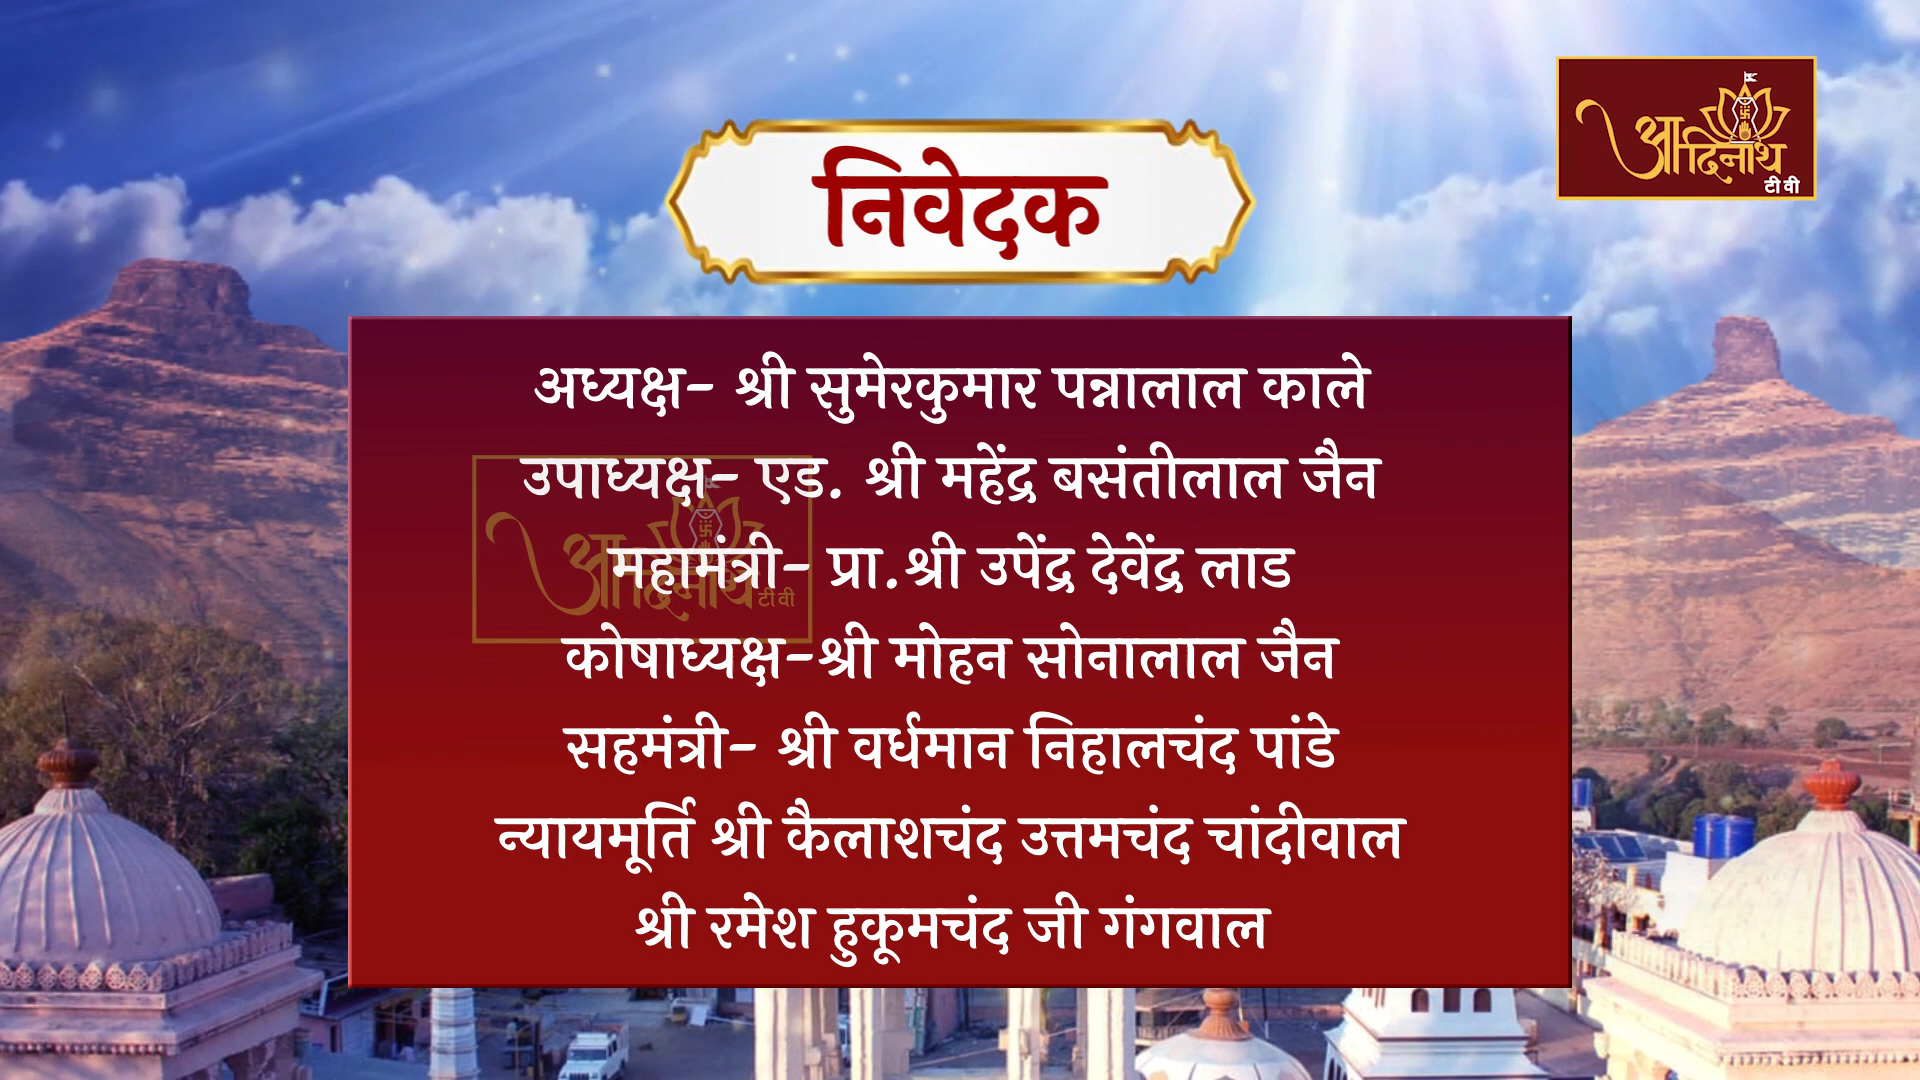 निवेदक
आदिनाथ
टी वी
अध्यक्ष- श्री सुमेरकुमार पन्नालाल काले
उपाध्यक्ष- एड. श्री महेंद्र बसंतीलाल जैन
महामंत्री- प्रा.श्री उपेंद्र देवेंद्र लाड
आदिनाथ
टी वी
कोषाध्यक्ष-श्री मोहन सोनालाल जैन
सहमंत्री- श्री वर्धमान निहालचंद पांडे
न्यायमूर्ति श्री कैलाशचंद उत्तमचंद चांदीवाल
श्री रमेश हुकूमचंद जी गंगवाल